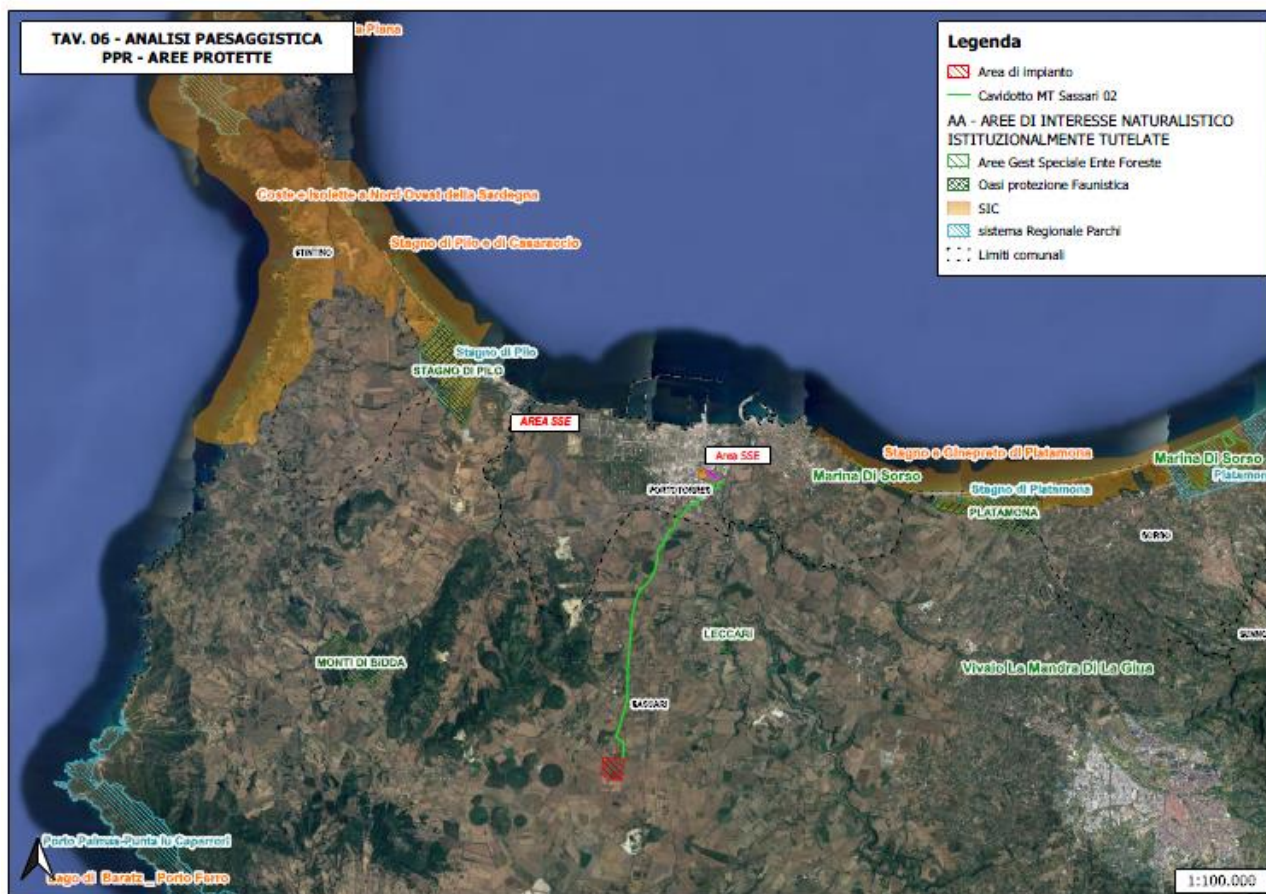 TAV. 06 - ANALISI PAESAGGISTICA
PPR - AREE PROTETTE
a Piana
Legenda
Area di impianto
Cavidotto MT Sassari 02
AA - AREE DI INTERESSE NATURALISTICO
ISTITUZIONALMENTE TUTELATE
Aree Gest Speciale Ente Foreste
Oasi protezione Faunistica
SIC
sistema Regionale Parchi
Limiti comunali
Coste e Isolette a Nord Ovest della Sardegna
Stagno di Pilo e di Casaraccio
STINTINO
Stagno di Pilo
STAGNO DI PILO
AREA SSE
Area SSE
Stagno e Ginepreto di Platamona
Marina Di Sorso
Marina Di Sorso
PORTO TORRES
Stagno di Platamona
Platamon
PLATAMONA
SORSO
LECCARI
MONTI DI BIDDA
Vivaio La Mandra Di La Giua
SASSARI
Porto Palmas-Punta lu Caparroni
Lago di Baratz_ Porto Ferro
1:100.000